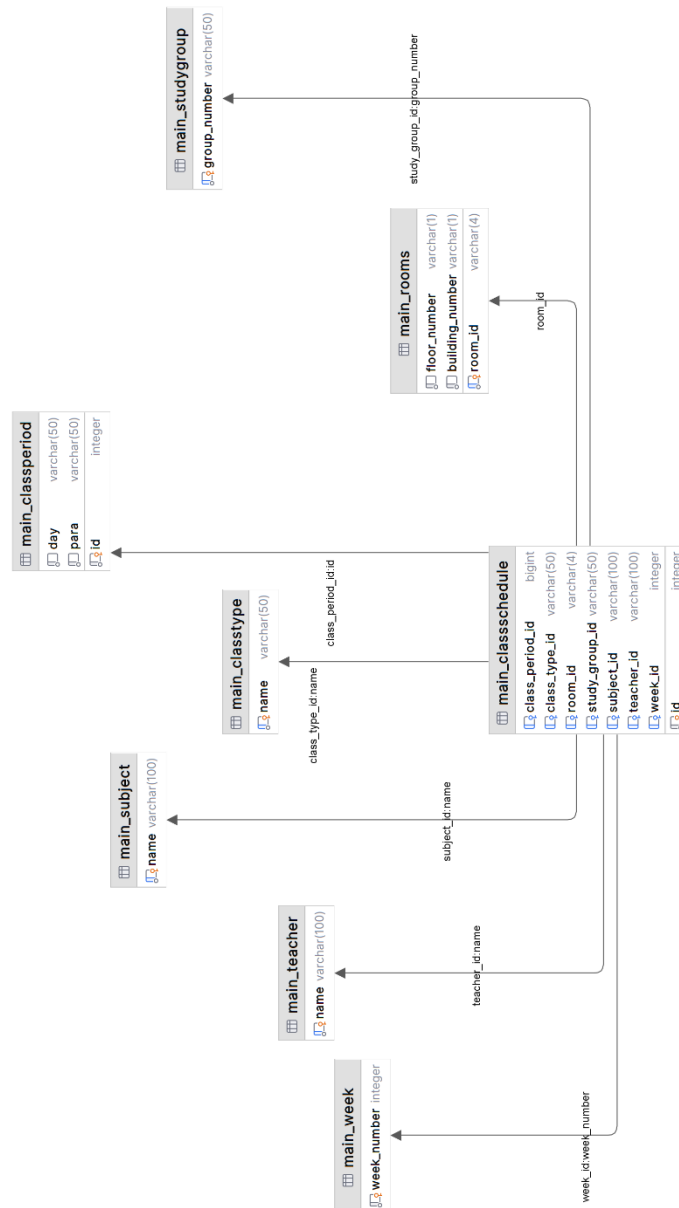 main_week
week_number integer
main_teacher
name varchar(100)
main_subject
name varchar(100)
main_classtype
name varchar(50)
main_classperiod
day varchar(50)
para varchar(50)
id integer
main_rooms
floor_number varchar(1)
building_number varchar(1)
room_id varchar(4)
main_studygroup
group_number varchar(50)
week_id:week_number
teacher_id:name
subject_id:name
class_type_id:name
class_period_id:id
room_id
study_group_id:group_number
main_classschedule
class_period_id bigint
class_type_id varchar(50)
room_id varchar(4)
study_group_id varchar(50)
subject_id varchar(100)
teacher_id varchar(100)
week_id integer
id integer